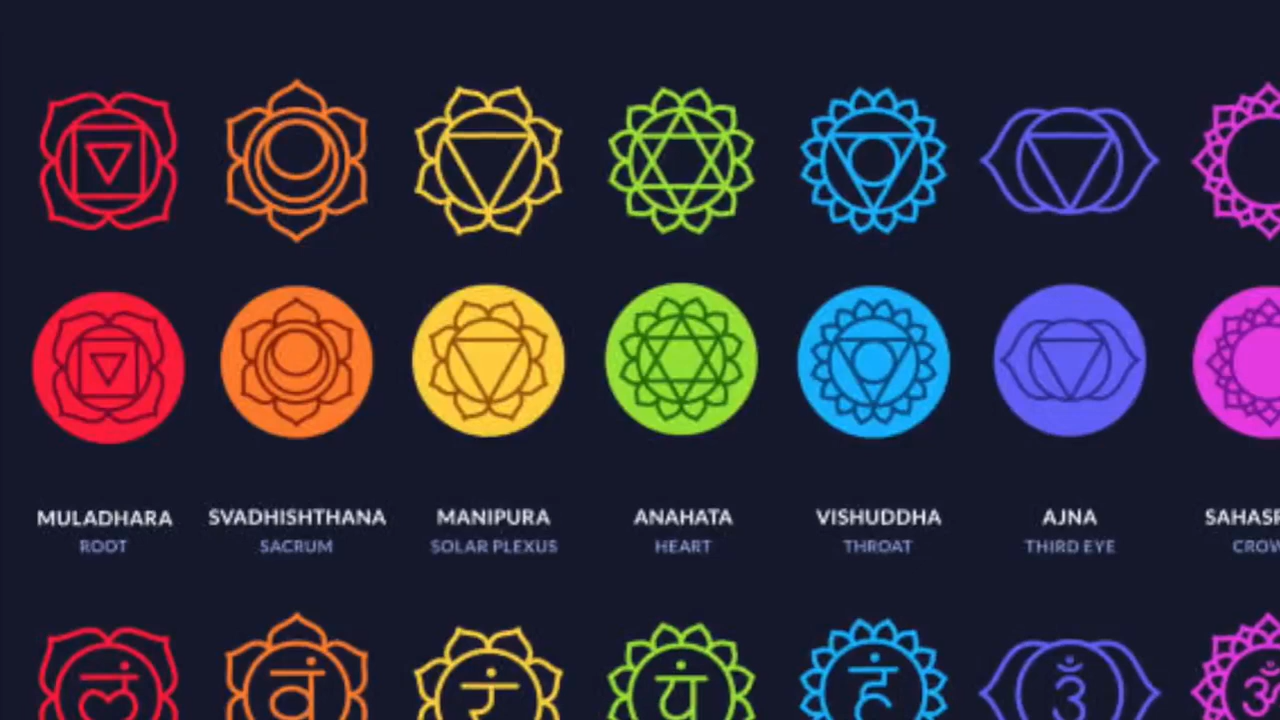 MULADHARA SVADHISHTHANA MANIPURA ANAHATA VISHUDDHA AJNA
ROOT SACRUM SOLAR PLEXUS HEART THROAT THIRD EYE
लं वं रं यं हं